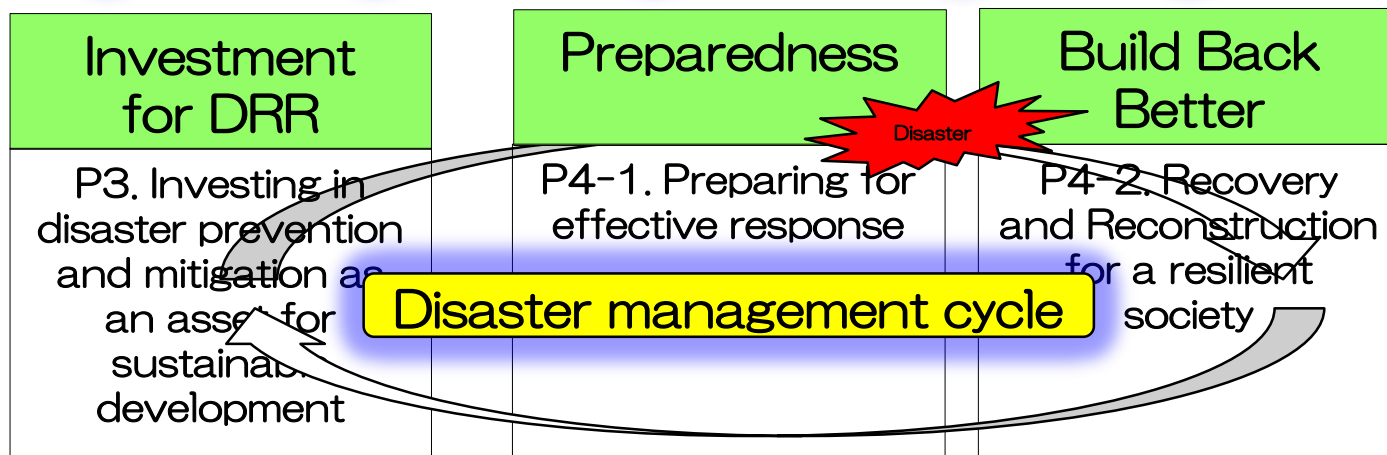 Investment
for DRR
P3. Investing in
disaster prevention
and mitigation as
an asset for
sustainab
development
Preparedness
P4-1. Preparing for
effective response
Disaster
Build Back
Better
P4-2. Recovery
and Reconstruction
for a resilient
society
Disaster management cycle